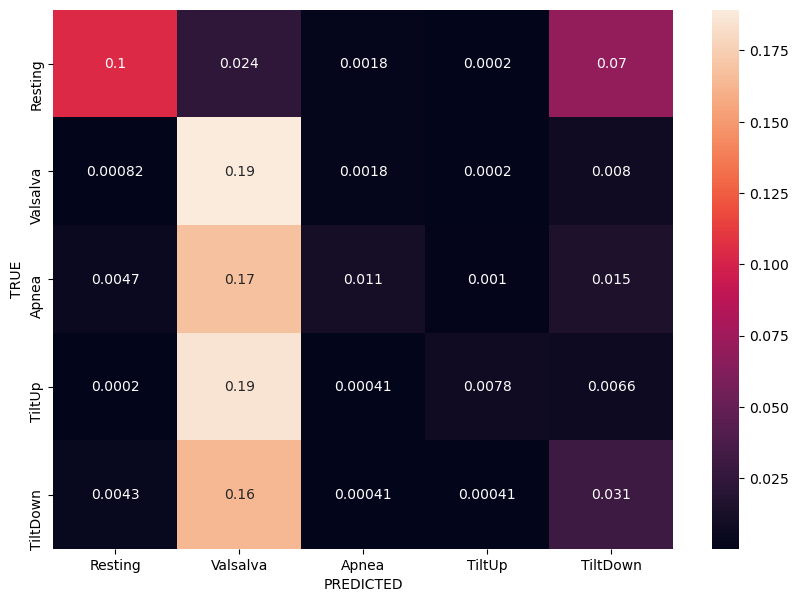 TRUE
Resting 0.1 0.024 0.0018 0.0002 0.07
Valsalva 0.00082 0.19 0.0018 0.0002 0.008
Apnea 0.0047 0.17 0.011 0.001 0.015
TiltUp 0.0002 0.19 0.00041 0.0078 0.0066
TiltDown 0.0043 0.16 0.00041 0.00041 0.031
Resting Valsalva Apnea TiltUp TiltDown
PREDICTED
0.175
0.150
0.125
0.100
0.075
0.050
0.025